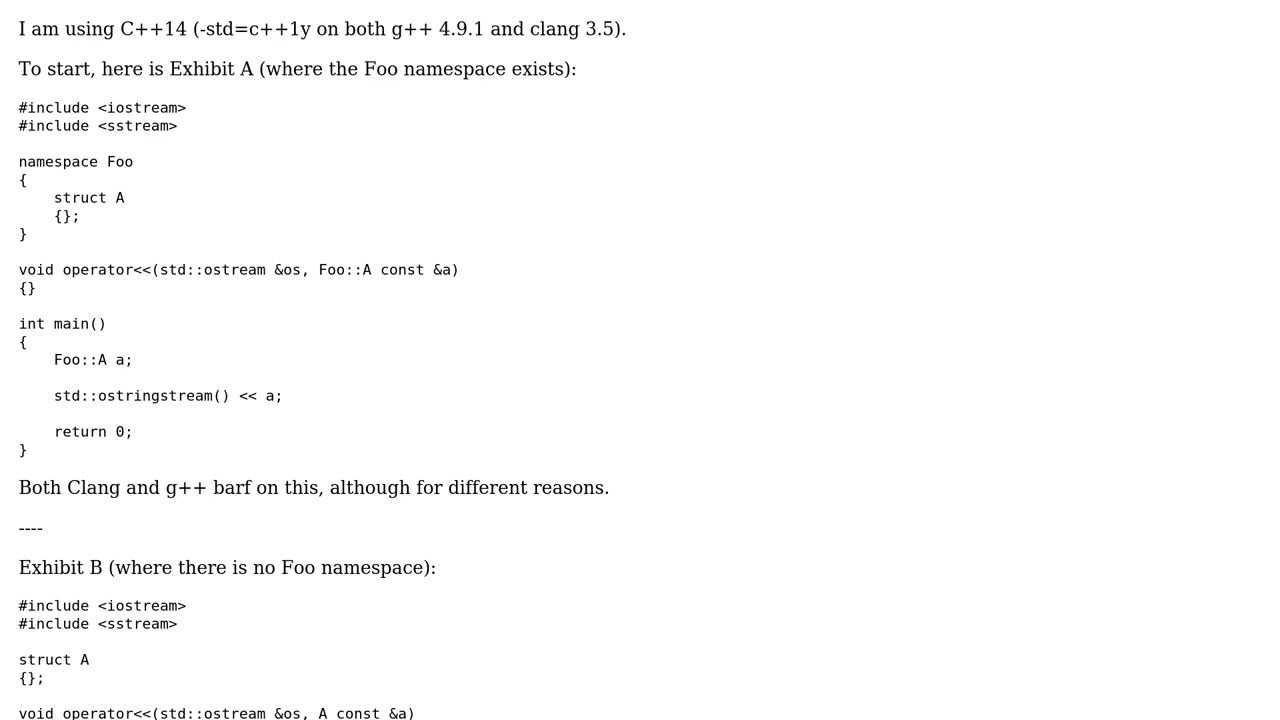 I am using C++14 (-std=c++1y on both g++ 4.9.1 and clang 3.5).
To start, here is Exhibit A (where the Foo namespace exists):
#include <iostream>
#include <sstream>
namespace Foo
{
    struct A
    {};
}
void operator<<(std::ostream &os, Foo::A const &a)
{}
int main()
{
    Foo::A a;
    std::ostringstream() << a;
    return 0;
}
Both Clang and g++ barf on this, although for different reasons.
----
Exhibit B (where there is no Foo namespace):
#include <iostream>
#include <sstream>
struct A
{};
void operator<<(std::ostream &os, A const &a)